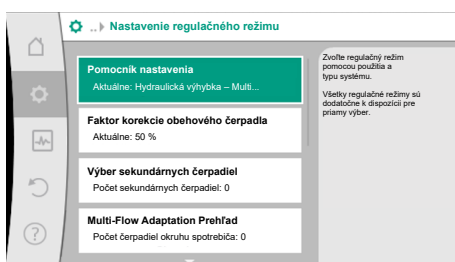 ..▸ Nastavenie regulačného režimu
Pomocník nastavenia
Aktuálne: Hydraulická výhybka – Multi...
Faktor korekcie obehového čerpadla
Aktuálne: 50 %
Výber sekundárnych čerpadiel
Počet sekundárnych čerpadiel: 0
Multi-Flow Adaptation Prehľad
Počet čerpadiel okruhu spotrebiča: 0
Zvoľte regulačný režim
pomocou použitia a
typu systému.
Všetky regulačné režimy sú
dodatočne k dispozícii pre
priamy výber.